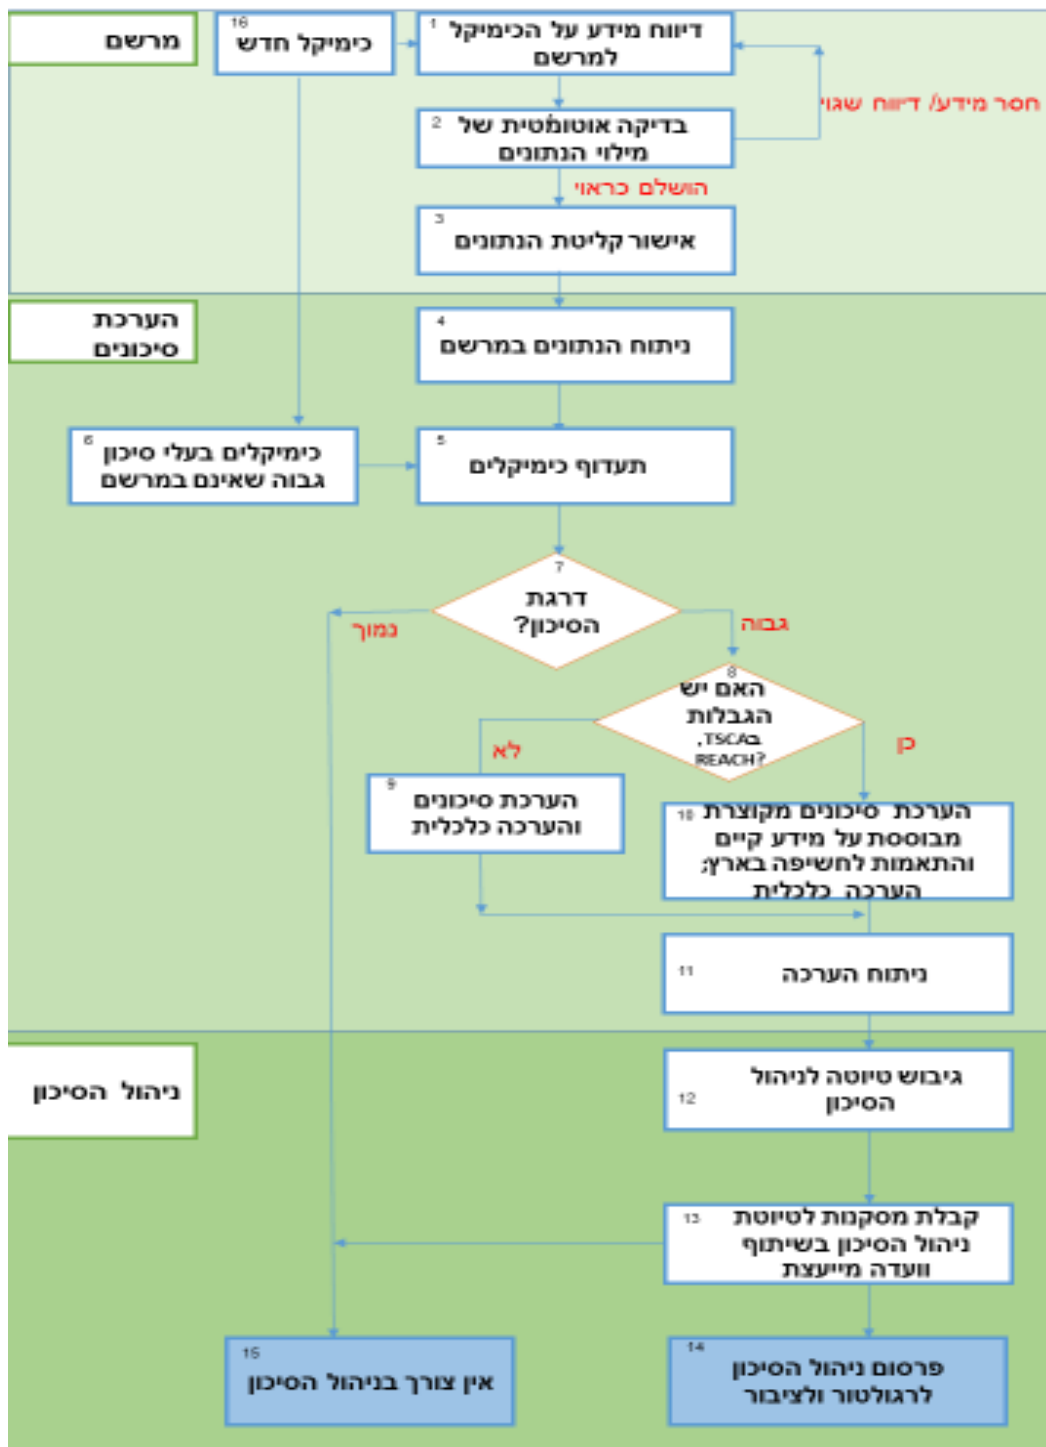 מרשם
16
כימיקל חדש
1
דיווח מידע על הכימיקל
למרשם
חסר מידע/ דיווח שגוי
2
בדיקה אוטומטית של
מילוי הנתונים
הושלם כראוי
3
אישור קליטת הנתונים
הערכת
סיכונים
4
ניתוח הנתונים במרשם
6
כימיקלים בעלי סיכון
גבוה שאינם במרשם
5
תעדוף כימיקלים
7
דרגת
הסיכון?
נמוך
גבוה
8
האם יש
הגבלות
בTSCA,
REACH?
לא
כן
9
הערכת סיכונים
והערכה כלכלית
10
הערכת סיכונים מקוצרת
מבוססת על מידע קיים
והתאמות לחשיפה בארץ;
הערכה כלכלית
11
ניתוח הערכה
ניהול הסיכון
12
גיבוש טיוטה לניהול
הסיכון
13
קבלת מסקנות לטיוטת
ניהול הסיכון בשיתוף
וועדה מייעצת
15
אין צורך בניהול הסיכון
14
פרסום ניהול הסיכון
לרגולטור ולציבור